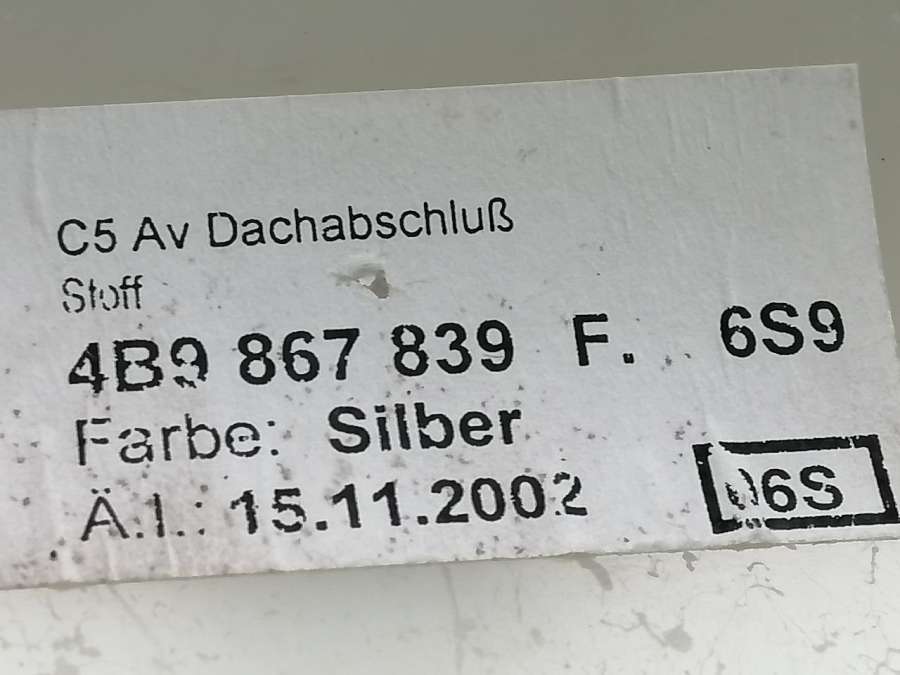 C5 Av Dachabschluß
Stoff
4B9 867 839 F. 6S9
Farbe: Silber
Ä.I.: 15.11.2002
06S